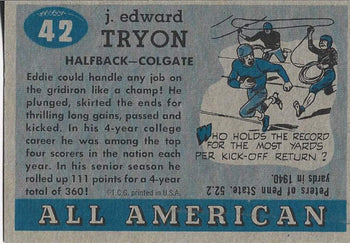 42
j. edward
TRYON
HALFBACK—COLGATE
Eddie could handle any job on
the gridiron like a champ! He
plunged, skirted the ends for
thrilling long gains, passed and
kicked. In his 4-year college
career he was among the top
four scorers in the nation each
year. In his senior season he
rolled up 111 points for a 4-year
total of 360!
©T.C.G. printed in U.S.A.
WHO HOLDS THE RECORD
FOR THE MOST YARDS
PER KICK-OFF RETURN?
Peters of Penn State: 52.2
yards in 1940.
ALL AMERICAN